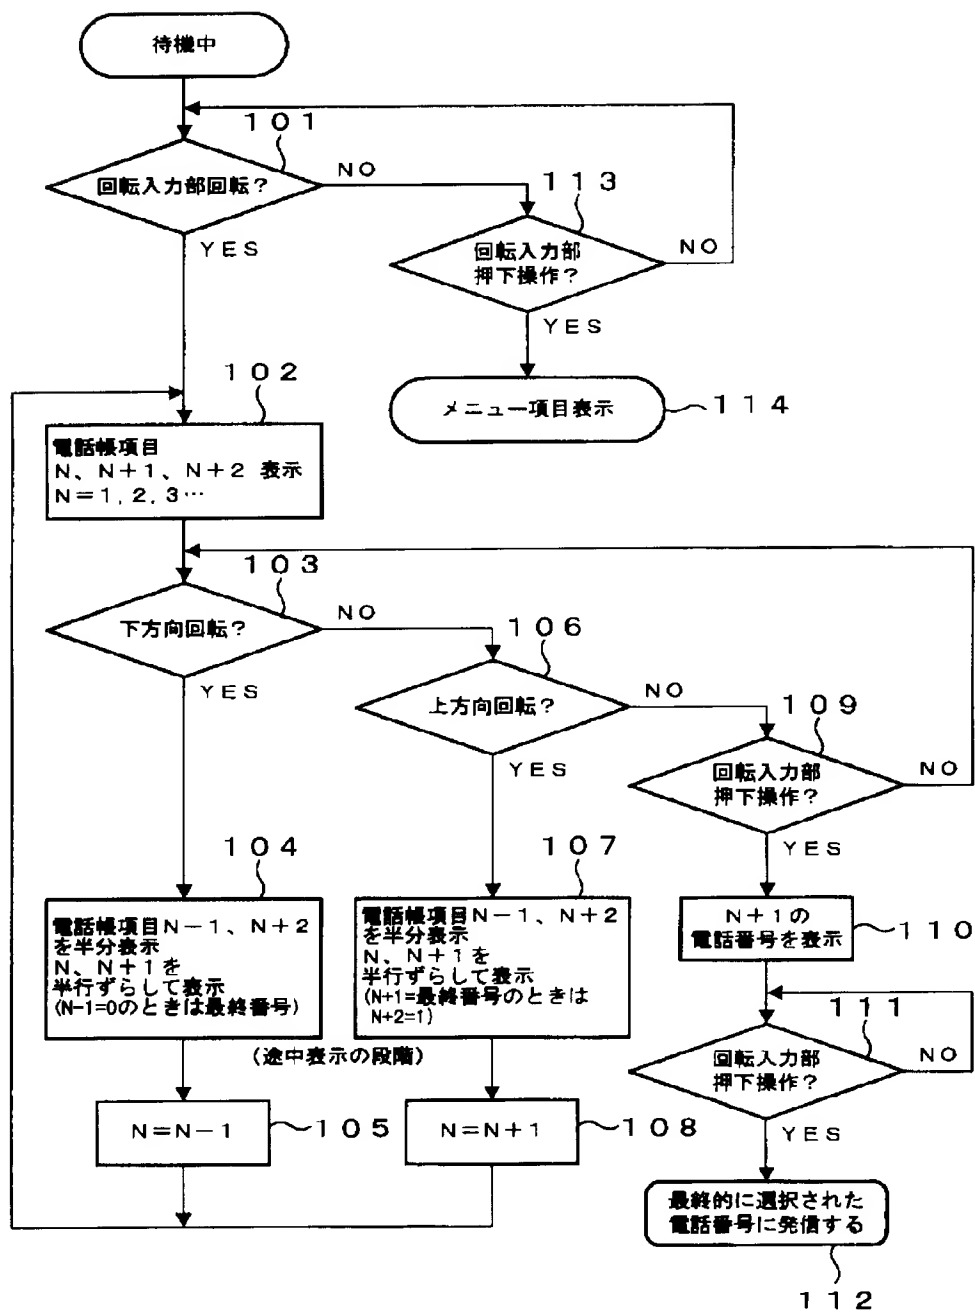 待機中
101
回転入力部回転？
NO
YES
113
回転入力部
押下操作？
NO
YES
メニュー項目表示
114
102
電話帳項目
N、N＋1、N＋2 表示
N＝1，2，3…
103
下方向回転？
NO
YES
106
上方向回転？
NO
YES
109
回転入力部
押下操作？
NO
YES
104
電話帳項目N－1、N＋2
を半分表示
N、N＋1を
半行ずらして表示
(N-1=0のときは最終番号)
107
電話帳項目N－1、N＋2
を半分表示
N、N＋1を
半行ずらして表示
(N+1=最終番号のときは
N+2=1)
(途中表示の段階)
N＋1の
電話番号を表示
110
111
回転入力部
押下操作？
NO
YES
N＝N－1
105
N＝N＋1
108
最終的に選択された
電話番号に発信する
112